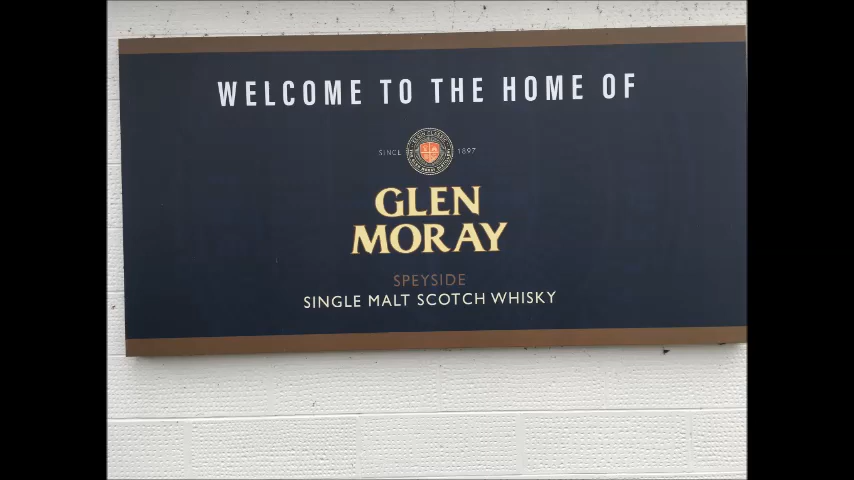 WELCOME TO THE HOME OF
SINCE 1897
GLEN
MORAY
SPEYSIDE
SINGLE MALT SCOTCH WHISKY